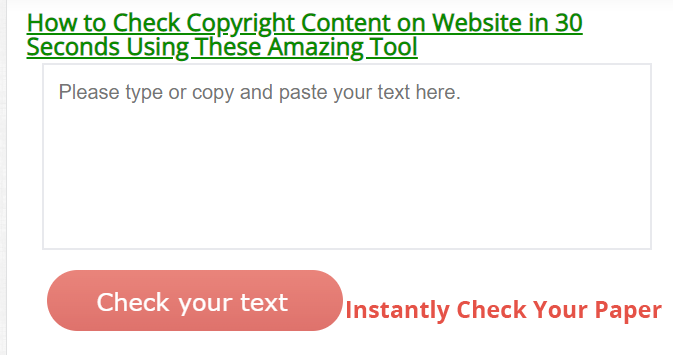 How to Check Copyright Content on Website in 30
Seconds Using These Amazing Tool
Please type or copy and paste your text here.
Check your text
Instantly Check Your Paper